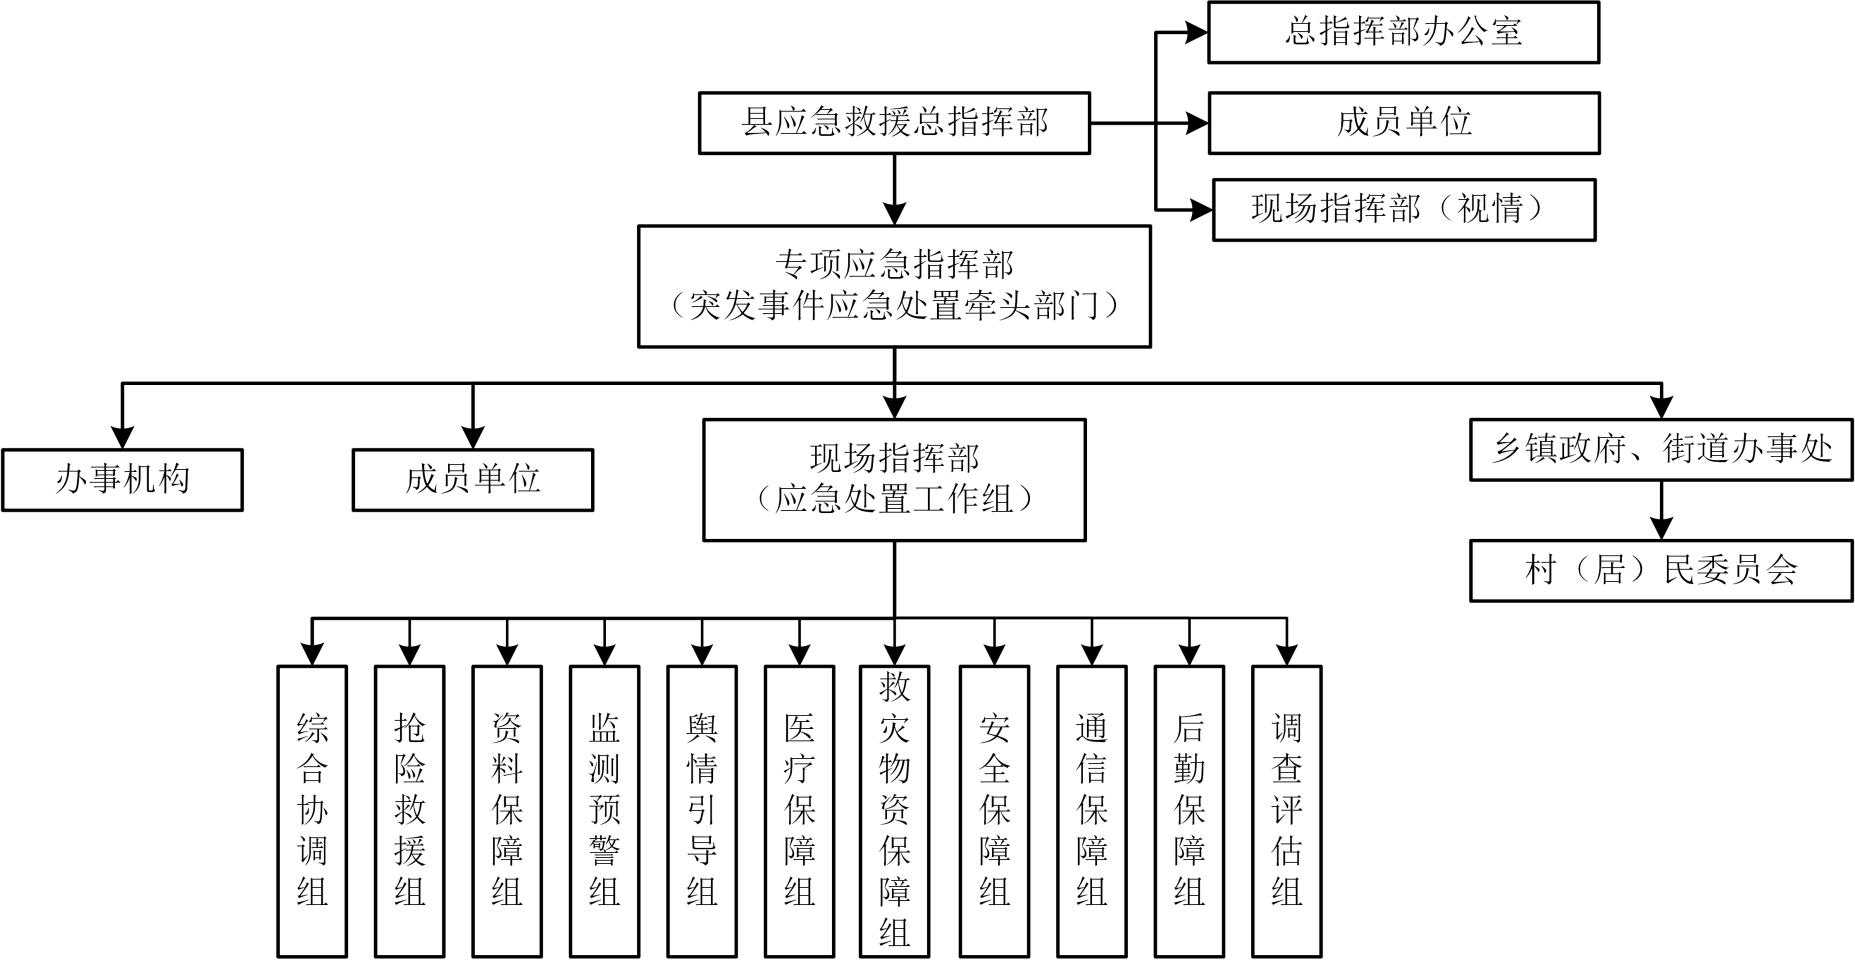 总指挥部办公室
县应急救援总指挥部
成员单位
现场指挥部（视情）
专项应急指挥部
（突发事件应急处置牵头部门）
办事机构
成员单位
现场指挥部
（应急处置工作组）
乡镇政府、街道办事处
村（居）民委员会
综合协调组
抢险救援组
资料保障组
监测预警组
舆情引导组
医疗保障组
救灾物资保障组
安全保障组
通信保障组
后勤保障组
调查评估组